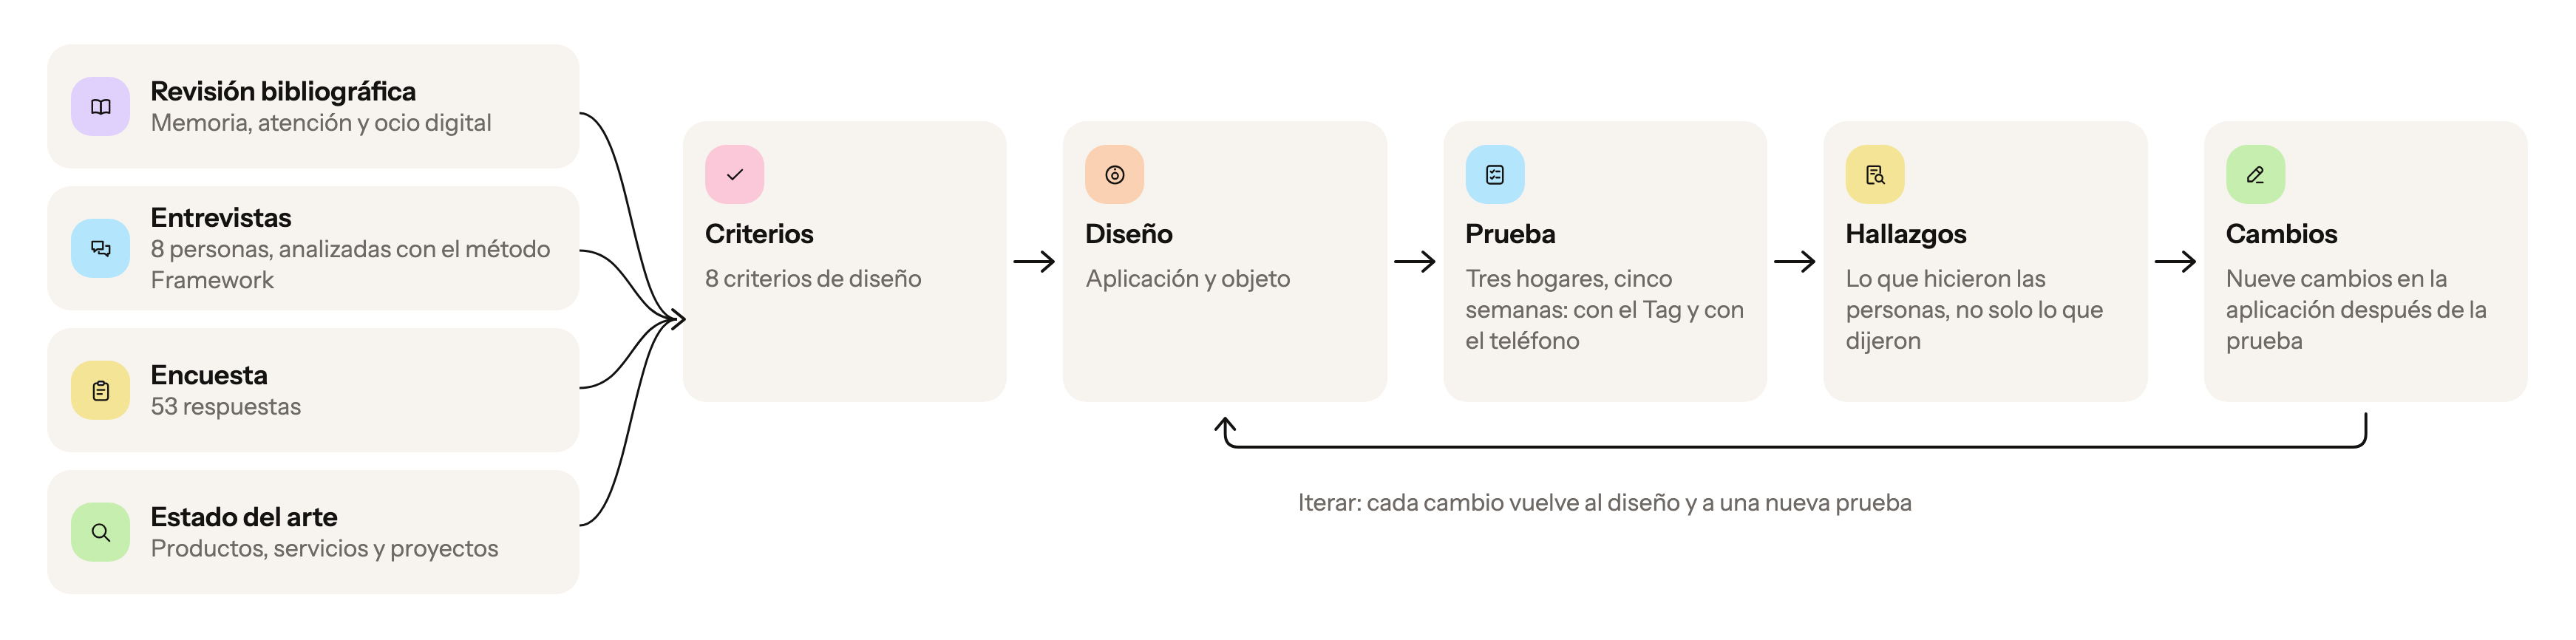 Revisión bibliográfica
Memoria, atención y ocio digital
Entrevistas
8 personas, analizadas con el método
Framework
Encuesta
53 respuestas
Estado del arte
Productos, servicios y proyectos
Criterios
8 criterios de diseño
Diseño
Aplicación y objeto
Prueba
Tres hogares, cinco
semanas: con el Tag y con
el teléfono
Hallazgos
Lo que hicieron las
personas, no solo lo que
dijeron
Cambios
Nueve cambios en la
aplicación después de la
prueba
Iterar: cada cambio vuelve al diseño y a una nueva prueba